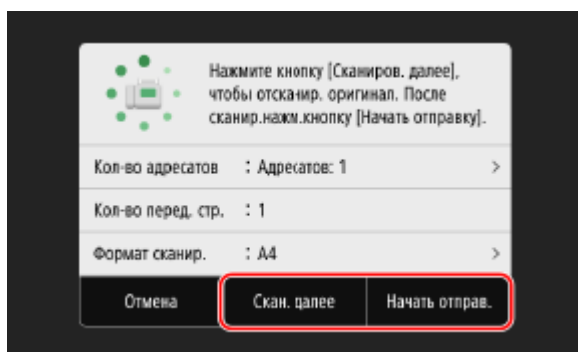 Нажмите кнопку [Сканиров. далее],
чтобы отсканир. оригинал. После
сканир.нажм.кнопку [Начать отправку].
Кол-во адресатов : Адресатов: 1 >
Кол-во перед. стр. : 1
Формат сканир. : A4 >
Отмена Скан. далее Начать отправ.